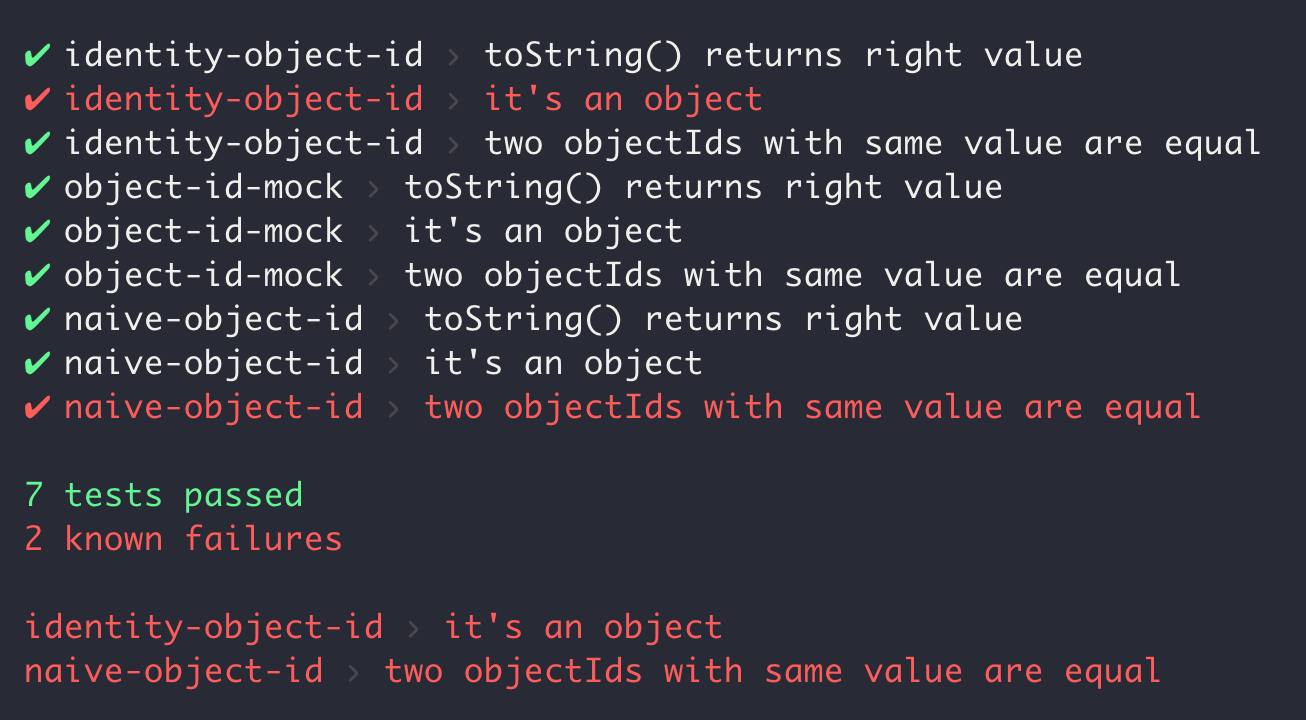 ✔ identity-object-id › toString() returns right value
✔ identity-object-id › it's an object
✔ identity-object-id › two objectIds with same value are equal
✔ object-id-mock › toString() returns right value
✔ object-id-mock › it's an object
✔ object-id-mock › two objectIds with same value are equal
✔ naive-object-id › toString() returns right value
✔ naive-object-id › it's an object
✔ naive-object-id › two objectIds with same value are equal
7 tests passed
2 known failures
identity-object-id › it's an object
naive-object-id › two objectIds with same value are equal